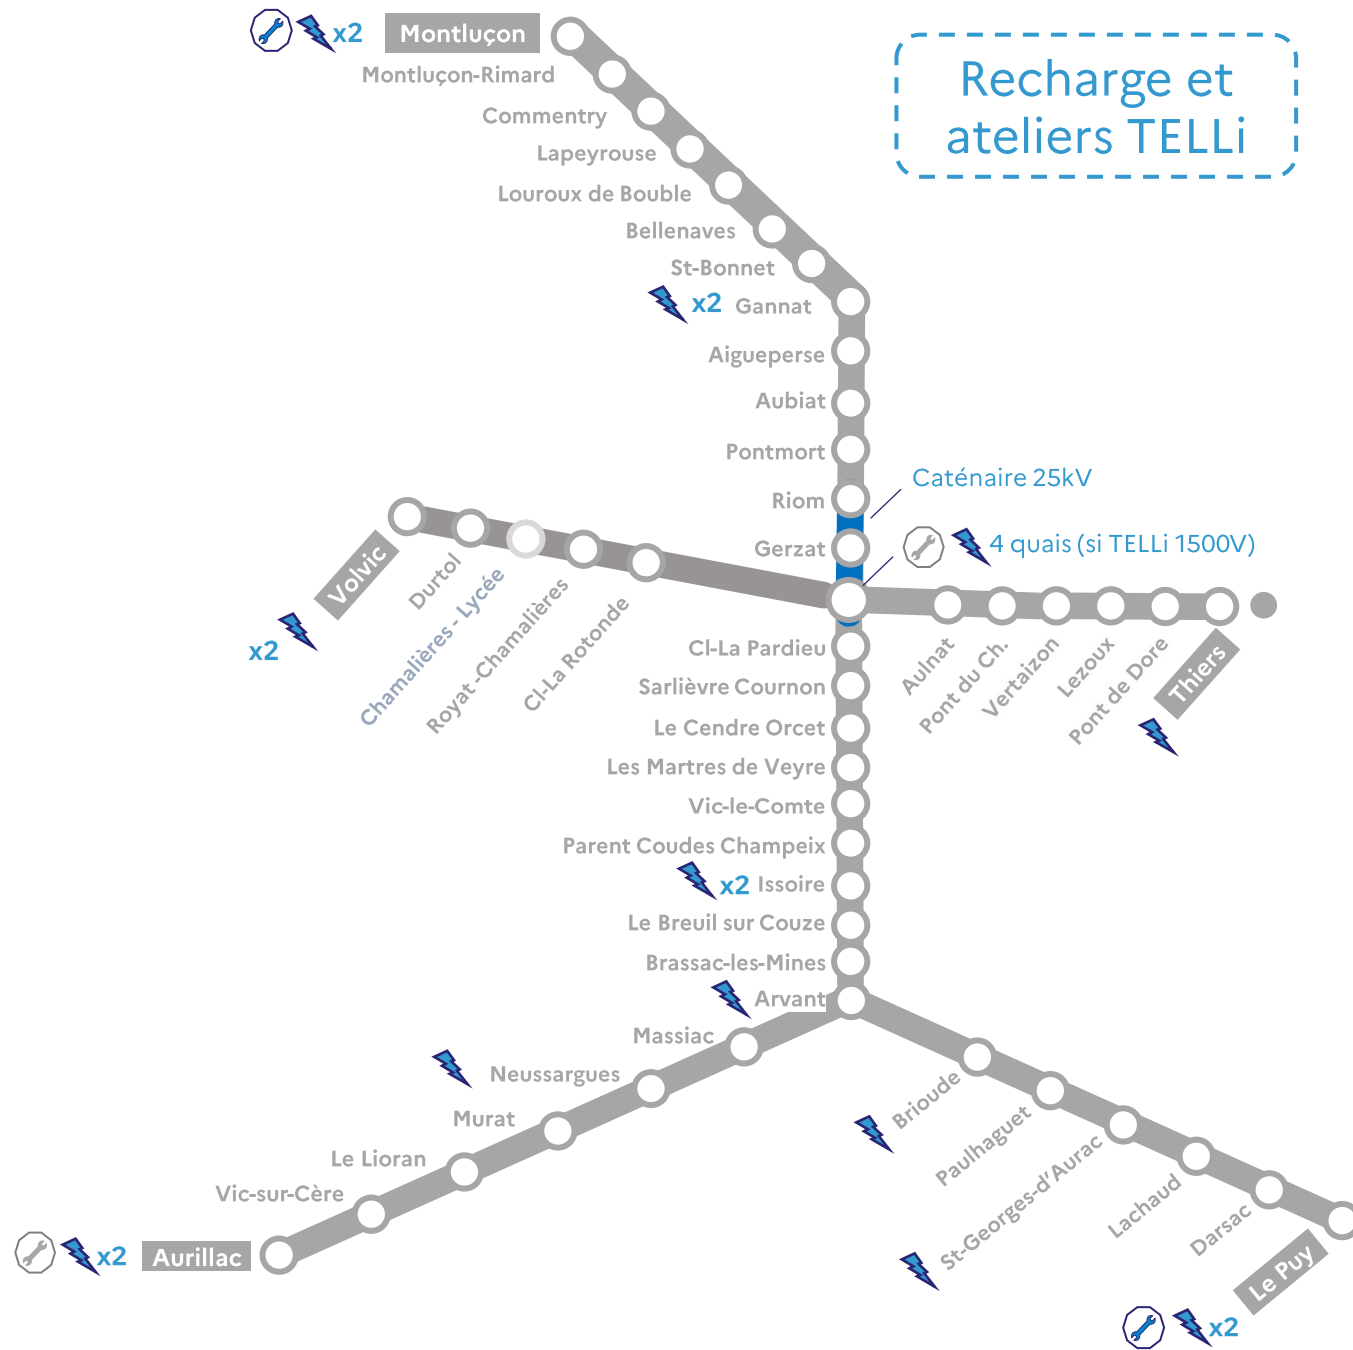 Recharge et
ateliers TELLi
x2
Montluçon
Montluçon-Rimard
Commentry
Lapeyrouse
Louroux de Bouble
Bellenaves
St-Bonnet
x2
Gannat
Aigueperse
Aubiat
Pontmort
Riom
Caténaire 25kV
Gerzat
4 quais (si TELLi 1500V)
Volvic
x2
Durtol
Chamalières - Lycée
Royat -Chamalières
Cl-La Rotonde
Aulnat
Pont du Ch.
Vertaizon
Lezoux
Pont de Dore
Thiers
Cl-La Pardieu
Sarlièvre Cournon
Le Cendre Orcet
Les Martres de Veyre
Vic-le-Comte
Parent Coudes Champeix
x2
Issoire
Le Breuil sur Couze
Brassac-les-Mines
Arvant
Massiac
Neussargues
Murat
Le Lioran
Vic-sur-Cère
x2
Aurillac
Brioude
Paulhaguet
St-Georges-d'Aurac
Lachaud
Darsac
Le Puy
x2